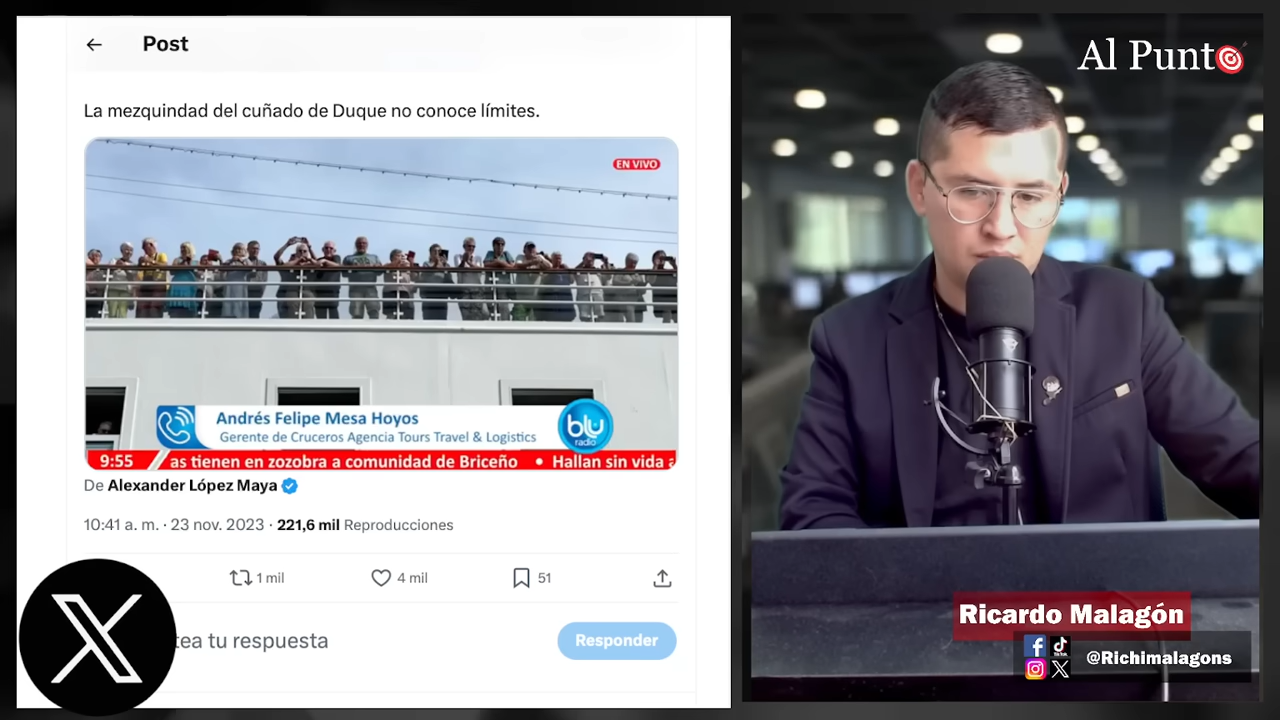 Post
La mezquindad del cuñado de Duque no conoce límites.
EN VIVO
Andrés Felipe Mesa Hoyos
Gerente de Cruceros Agencia Tours Travel & Logistics
blu
radio
9:55 as tienen en zozobra a comunidad de Briceño • Hallan sin vida a
De Alexander López Maya
10:41 a. m. · 23 nov. 2023 · 221,6 mil Reproducciones
1 mil 4 mil 51
tea tu respuesta
Responder
Al Punto
Ricardo Malagón
@Richimalagons